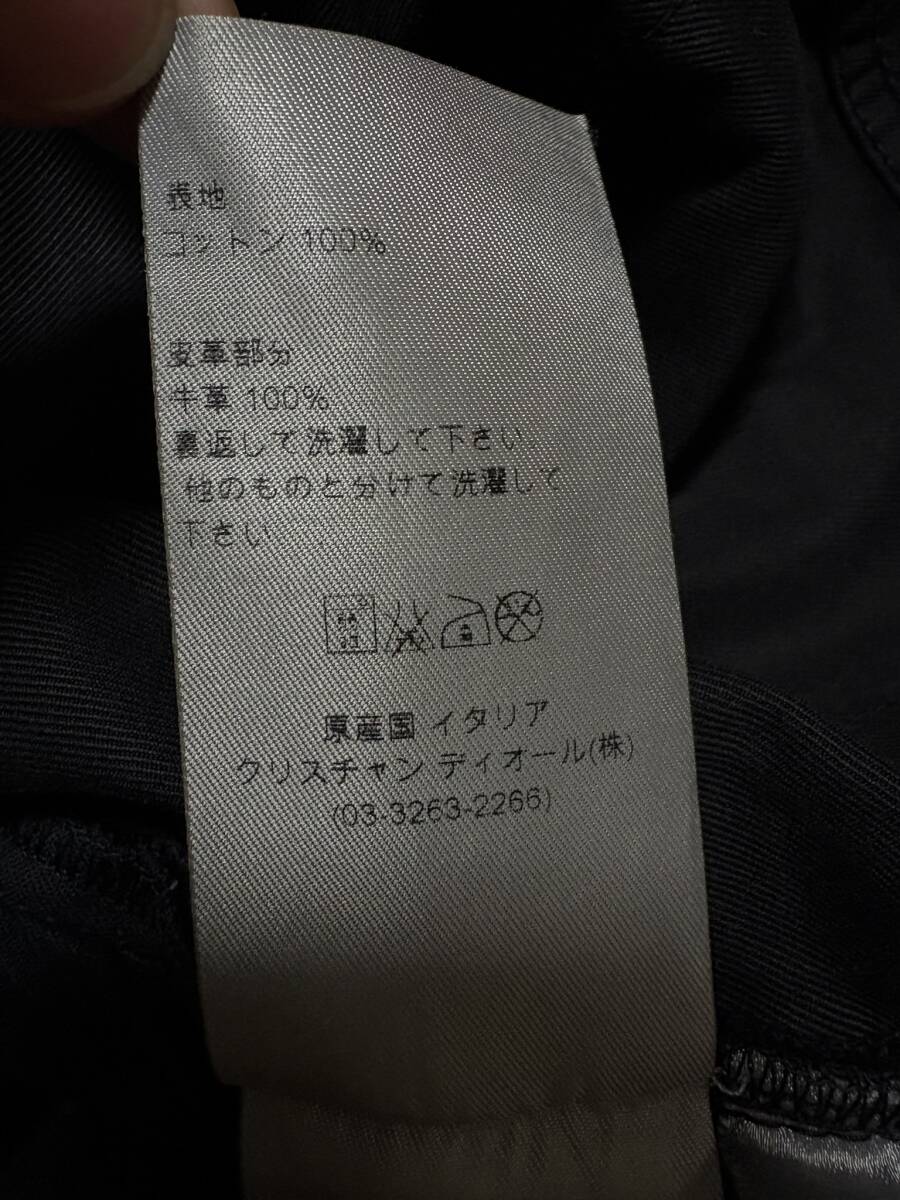 表地
コットン 100%
皮革部分
牛革 100%
裏返して洗濯して下さい
他のものと分けて洗濯して
下さい
原産国 イタリア
クリスチャン ディオール(株)
(03-3263-2266)